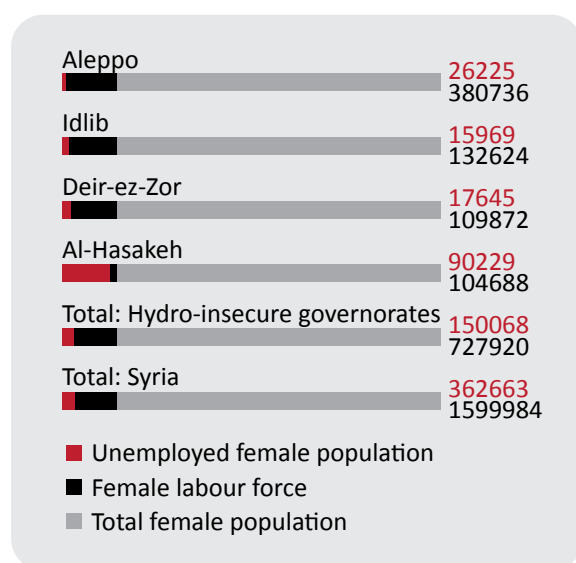 Aleppo
26225
380736
Idlib
15969
132624
Deir-ez-Zor
17645
109872
Al-Hasakeh
90229
104688
Total: Hydro-insecure governorates
150068
727920
Total: Syria
362663
1599984
Unemployed female population
Female labour force
Total female population